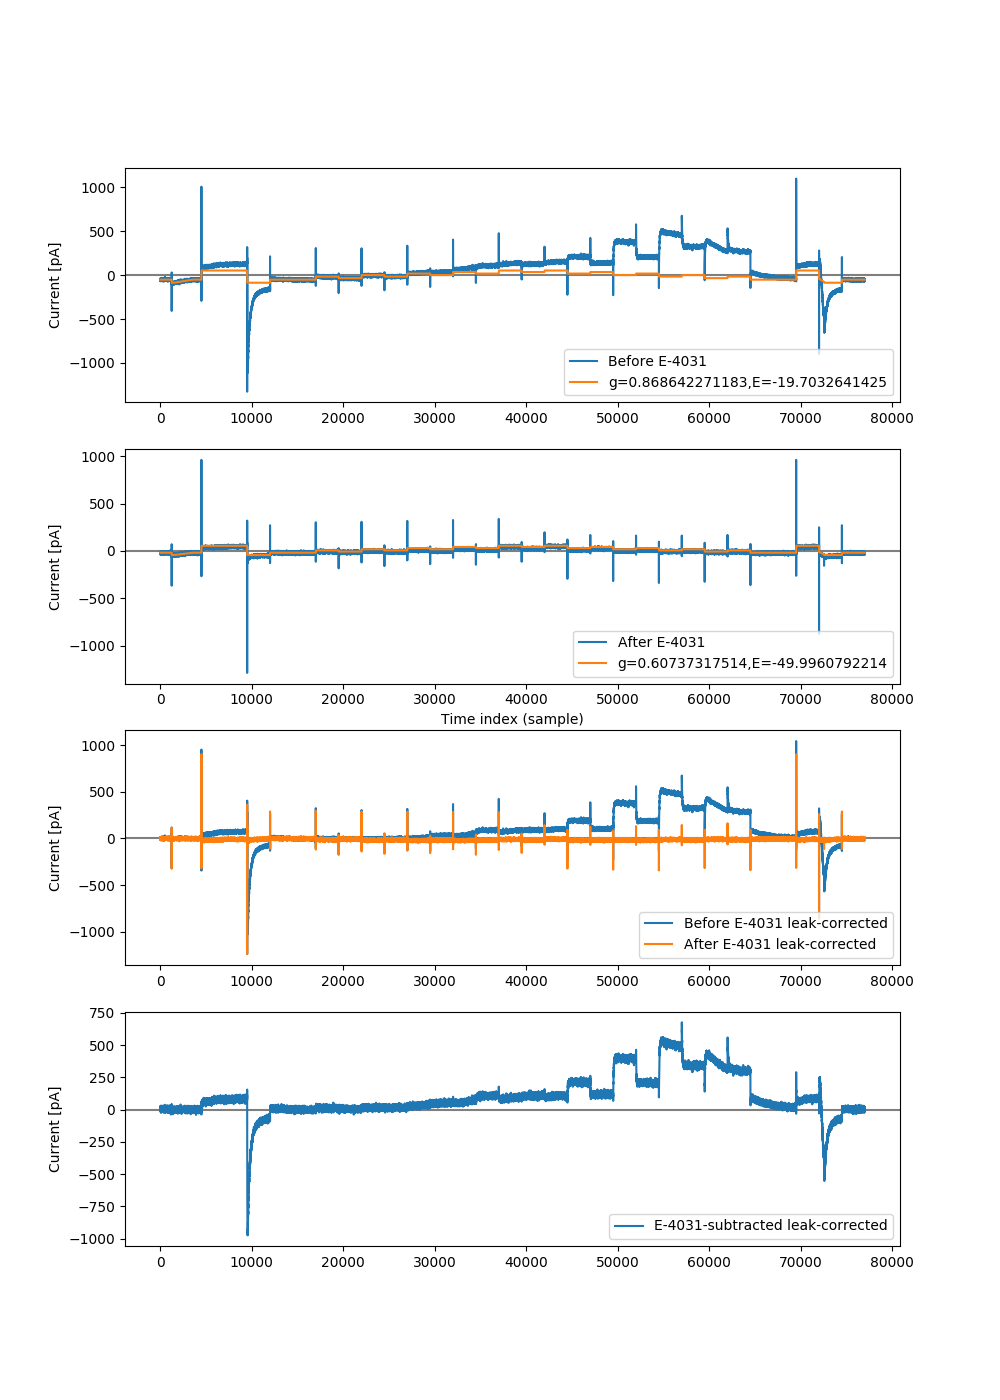 1000
500
0
−500
−1000
Current [pA]
Before E-4031
g=0.868642271183,E=-19.7032641425
0 10000 20000 30000 40000 50000 60000 70000 80000
1000
500
0
−500
−1000
Current [pA]
After E-4031
g=0.60737317514,E=-49.9960792214
0 10000 20000 30000 40000 50000 60000 70000 80000
Time index (sample)
1000
500
0
−500
−1000
Current [pA]
Before E-4031 leak-corrected
After E-4031 leak-corrected
0 10000 20000 30000 40000 50000 60000 70000 80000
750
500
250
0
−250
−500
−750
−1000
Current [pA]
E-4031-subtracted leak-corrected
0 10000 20000 30000 40000 50000 60000 70000 80000